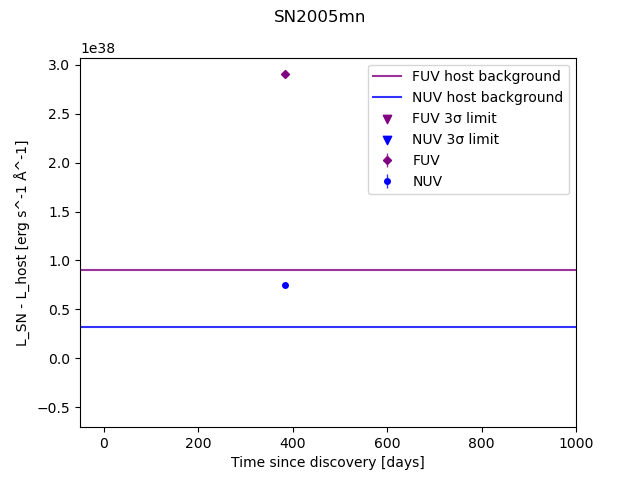 SN2005mn
1e38
3.0
2.5
2.0
1.5
1.0
0.5
0.0
−0.5
L_SN - L_host [erg s^-1 Å^-1]
FUV host background
NUV host background
FUV 3σ limit
NUV 3σ limit
FUV
NUV
0 200 400 600 800 1000
Time since discovery [days]